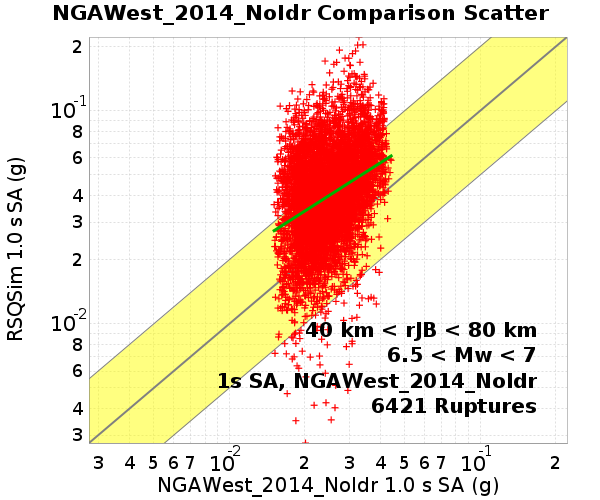 NGAWest_2014_NoIdr Comparison Scatter
RSQSim 1.0 s SA (g)
2
10-1
8
6
4
3
2
10-2
8
6
4
3
40 km < rJB < 80 km
6.5 < Mw < 7
1s SA, NGAWest_2014_NoIdr
6421 Ruptures
3 4 5 6 7 10-2 2 3 4 5 6 7 10-1 2
NGAWest_2014_NoIdr 1.0 s SA (g)